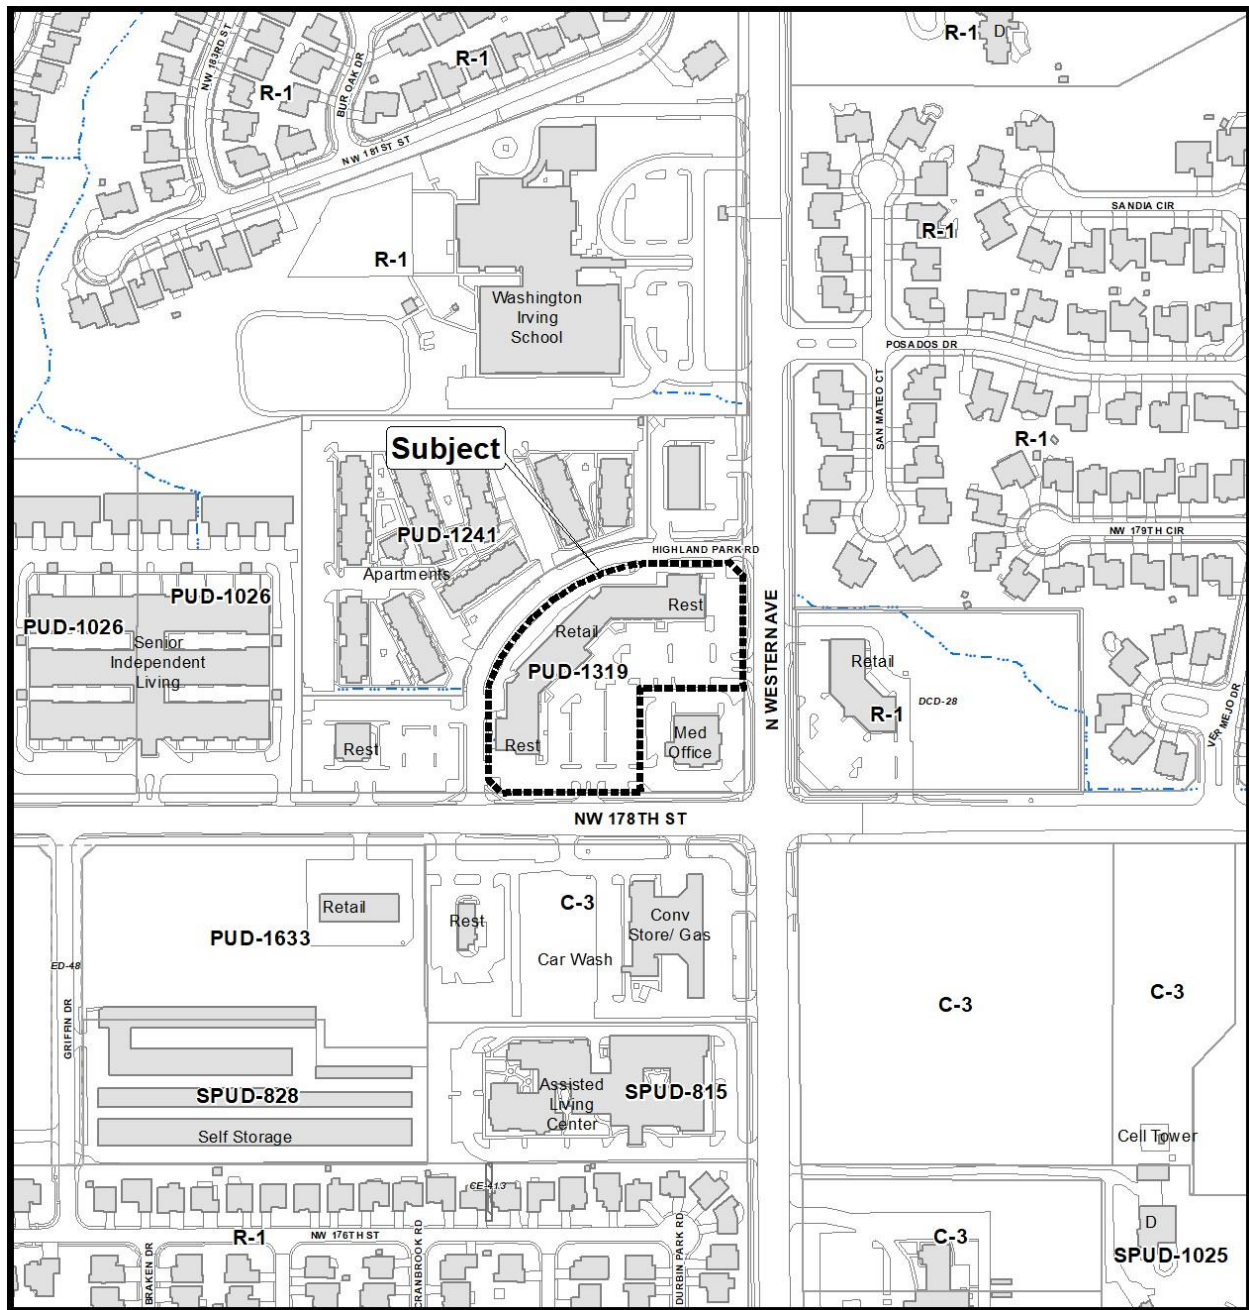 R-1
D
R-1
NW 183RD ST
R-1
BUR OAK DR
NW 181ST ST
SANDIA CIR
R-1
R-1
Washington
Irving
School
POSADOS DR
SAN MATEO CT
R-1
Subject
PUD-1241
Apartments
HIGHLAND PARK RD
NW 179TH CIR
PUD-1026
PUD-1026
Senior
Independent
Living
Rest
Retail
PUD-1319
N WESTERN AVE
Retail
DCD-28
R-1
VERMEJO DR
Med
Office
Rest
Rest
NW 178TH ST
Retail
PUD-1633
Rest
C-3
Conv
Store/ Gas
Car Wash
ED-48
GRIFFIN DR
C-3
C-3
SPUD-828
Self Storage
Assisted
Living
Center
SPUD-815
Cell Tower
CE-413
R-1
NW 176TH ST
BRAKEN DR
CRANBROOK RD
DURBIN PARK RD
C-3
D
SPUD-1025